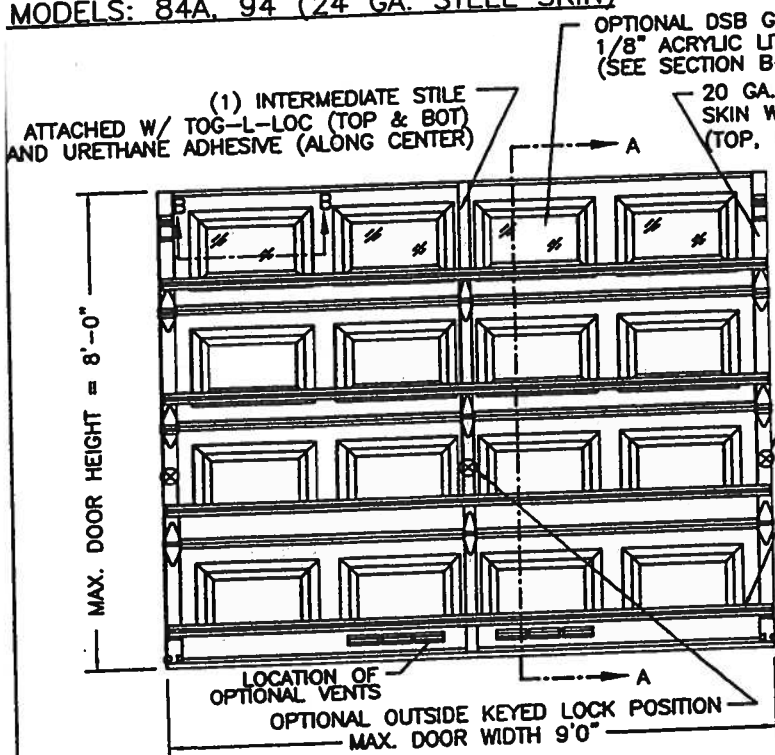 MODELS: 84A, 94 (24 GA. STEEL SKIN)
OPTIONAL DSB G
1/8" ACRYLIC LI
(SEE SECTION B-
(1) INTERMEDIATE STILE
ATTACHED W/ TOG-L-LOC (TOP & BOT)
AND URETHANE ADHESIVE (ALONG CENTER)
20 GA.
SKIN W
(TOP,
A
B B
MAX. DOOR HEIGHT = 8'-0"
LOCATION OF
OPTIONAL VENTS
A
OPTIONAL OUTSIDE KEYED LOCK POSITION
MAX. DOOR WIDTH 9'0"